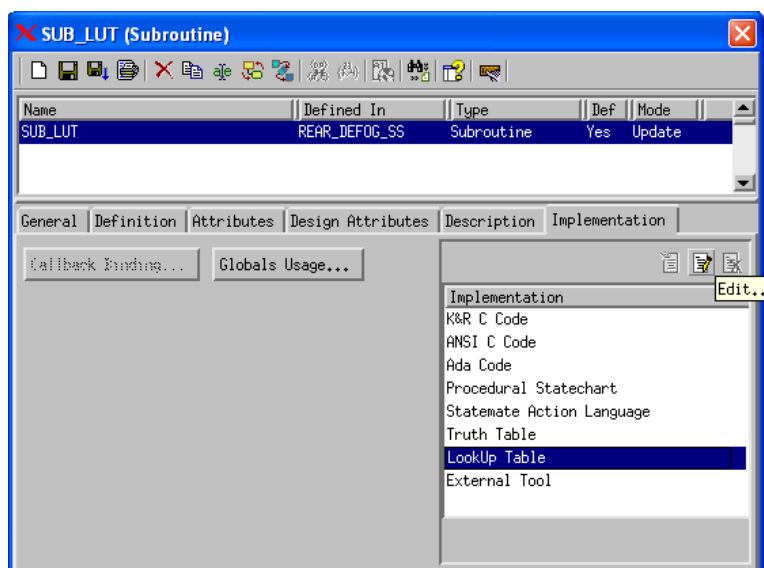 SUB_LUT (Subroutine)
Name Defined In Type Def Mode
SUB_LUT REAR_DEFOG_SS Subroutine Yes Update
General Definition Attributes Design Attributes Description Implementation
Callback Binding... Globals Usage...
Edit..
Implementation
K&R C Code
ANSI C Code
Ada Code
Procedural Statechart
Statemate Action Language
Truth Table
LookUp Table
External Tool